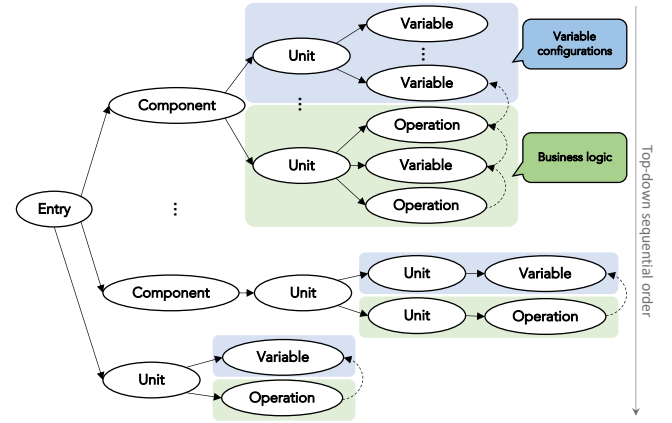 Variable
Variable
configurations
Unit
⋮
Variable
Component
⋮
Operation
Unit
Variable
Business logic
Operation
Top-down sequential order
Entry
⋮
Component
Unit
Unit
Variable
Unit
Operation
Unit
Variable
Operation